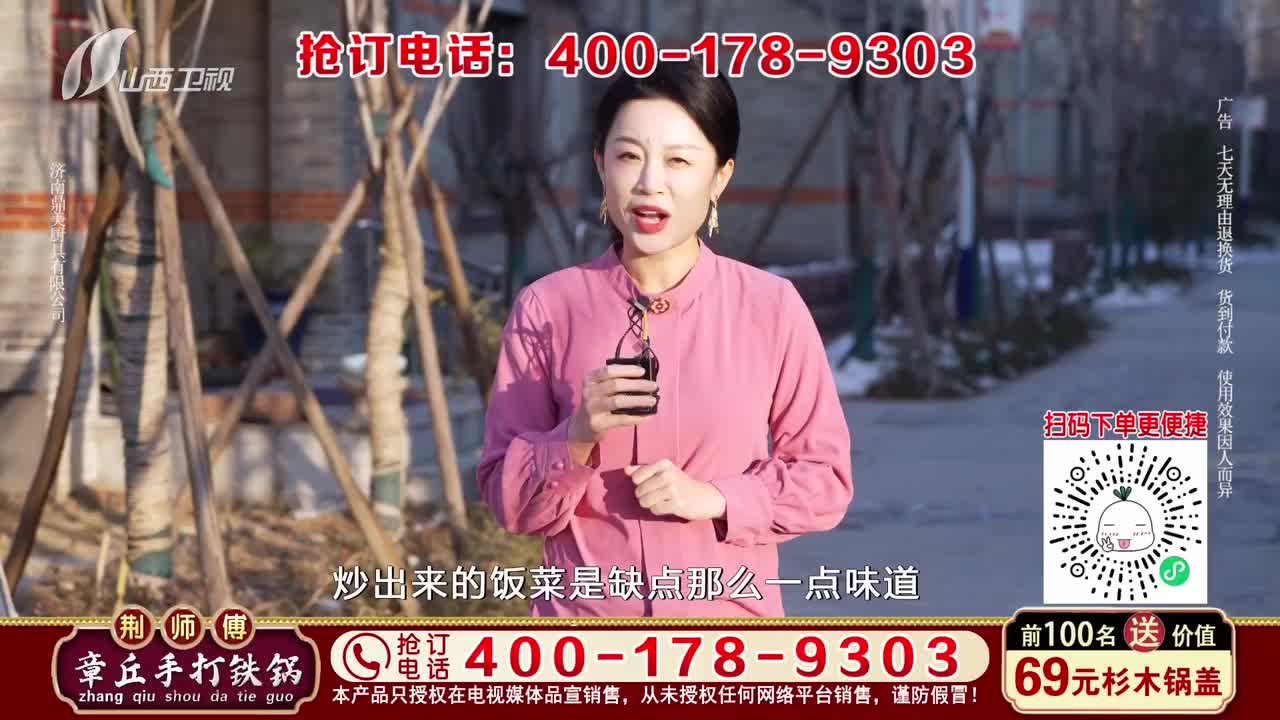 抢订电话：400-178-9303
山西卫视
济南鼎美厨具有限公司
广告 七天无理由退换货 货到付款 使用效果因人而异
扫码下单更便捷
炒出来的饭菜是缺点那么一点味道
荆师傅
章丘手打铁锅
zhang qiu shou da tie guo
抢订电话 400-178-9303
本产品只授权在电视媒体品宣销售，从未授权任何网络平台销售，谨防假冒！
前100名送价值
69元杉木锅盖